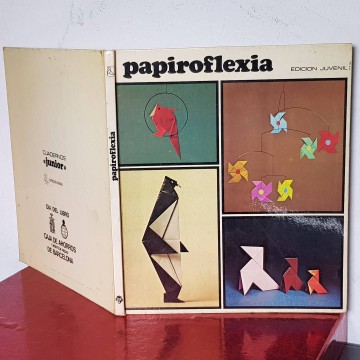 papiroflexia
EDICION JUVENIL
papiroflexia
CUADERNOS
«junior»
DIA DEL LIBRO
CAJA DE AHORROS
DE BARCELONA